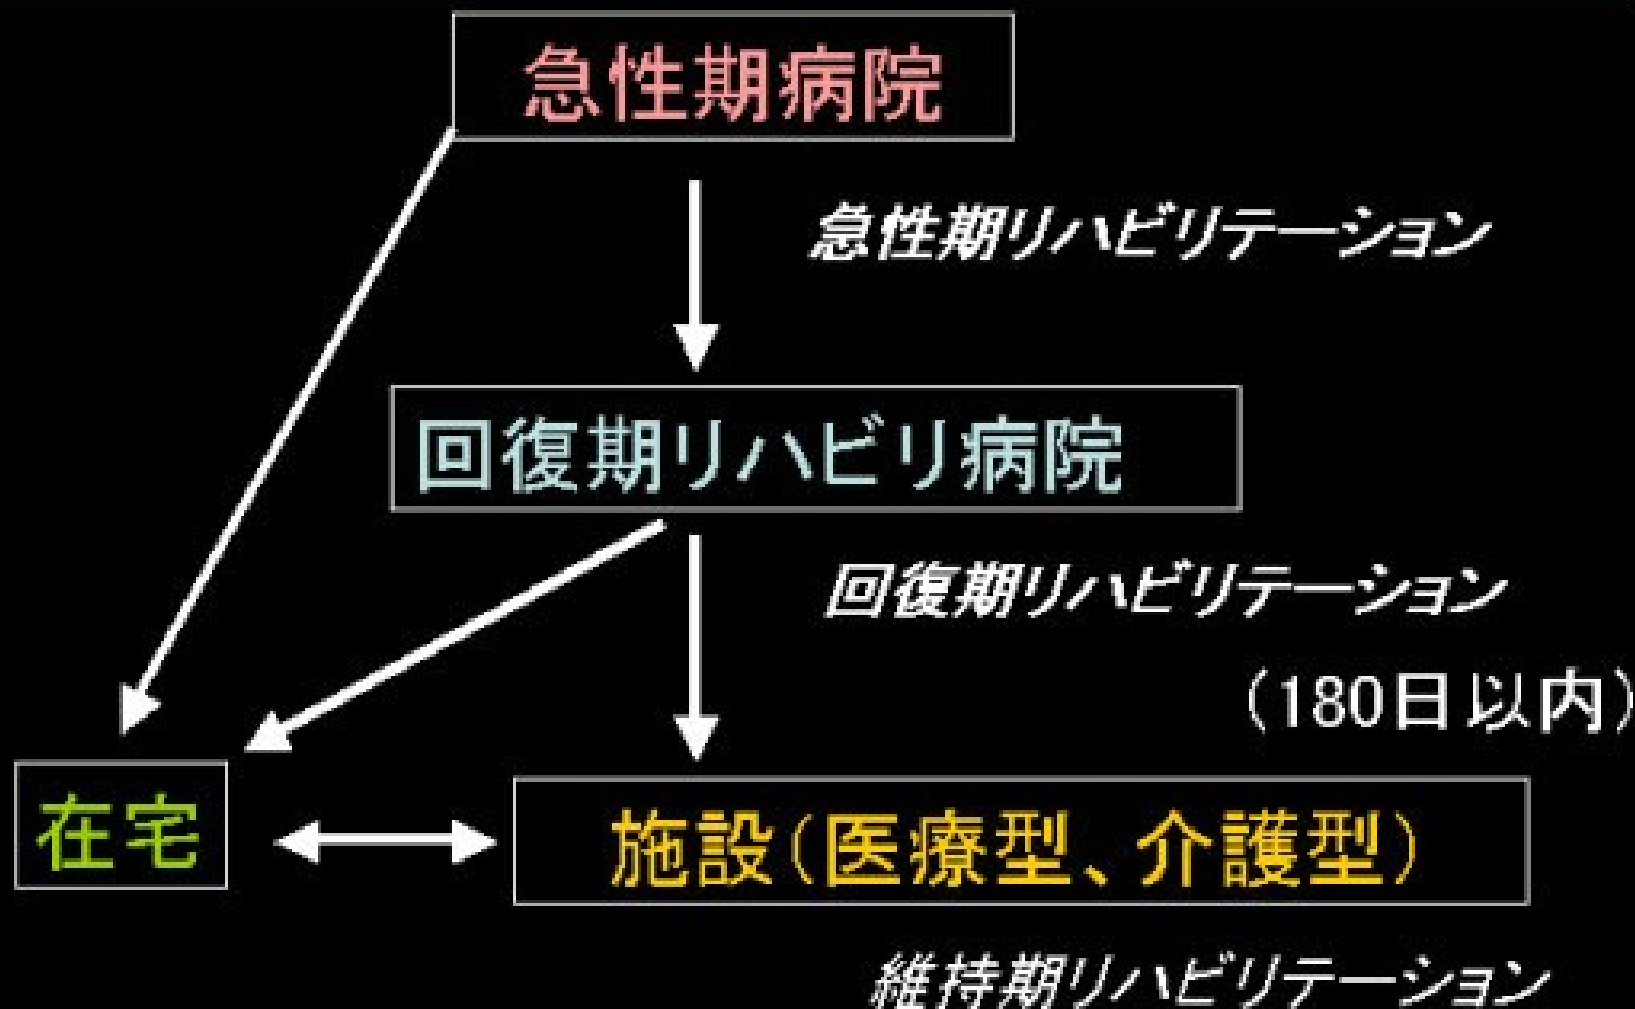 急性期病院
急性期リハビリテーション
回復期リハビリ病院
回復期リハビリテーション
（180日以内）
在宅
施設（医療型、介護型）
維持期リハビリテーション